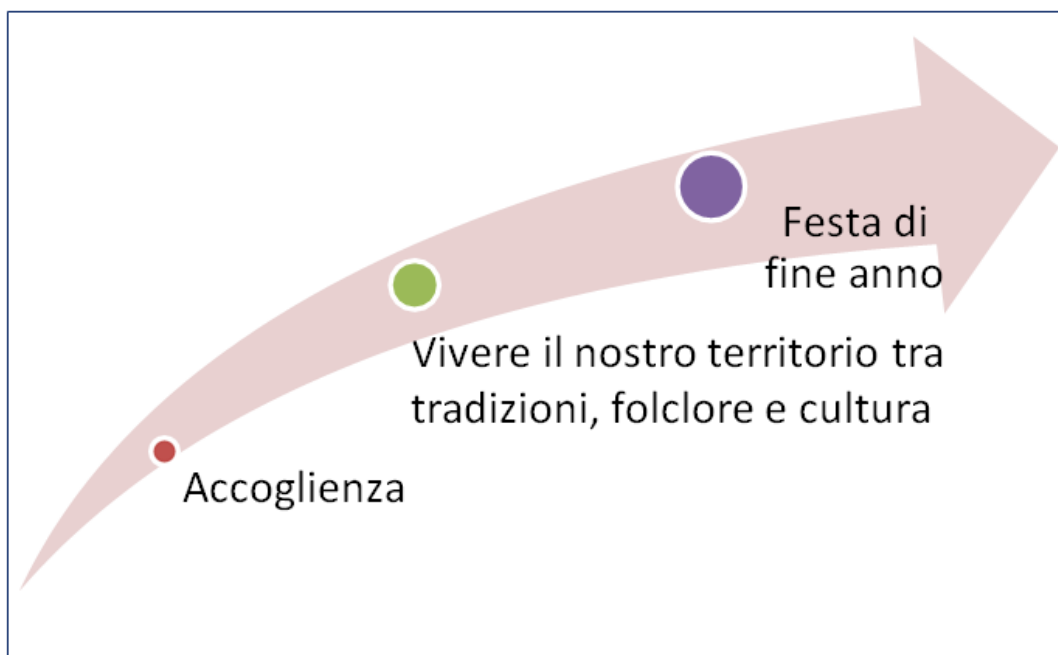 Festa di
fine anno
Vivere il nostro territorio tra
tradizioni, folclore e cultura
Accoglienza